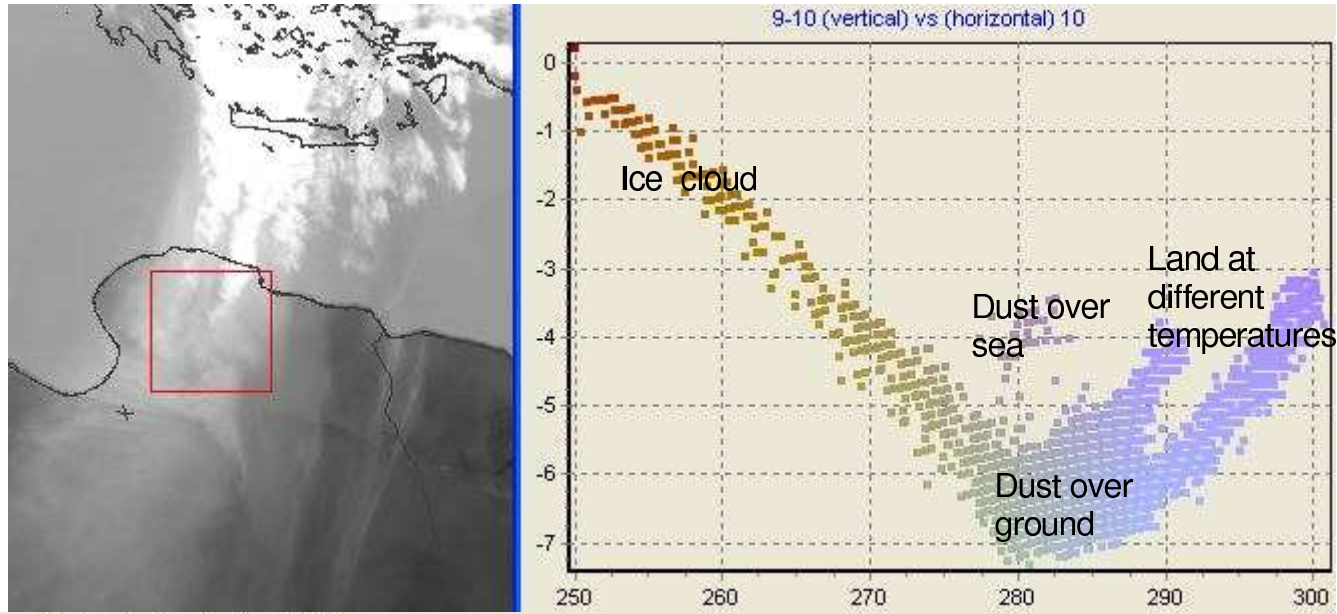 9-10 (vertical) vs (horizontal) 10
0
-1
-2
-3
-4
-5
-6
-7
Ice cloud
Dust over
sea
Land at
different
temperatures
Dust over
ground
250
260
270
280
290
300